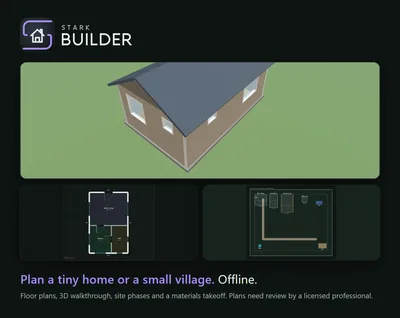 STARK
BUILDER
Plan a tiny home or a small village. Offline.
Floor plans, 3D walkthrough, site phases and a materials takeoff. Plans need review by a licensed professional.